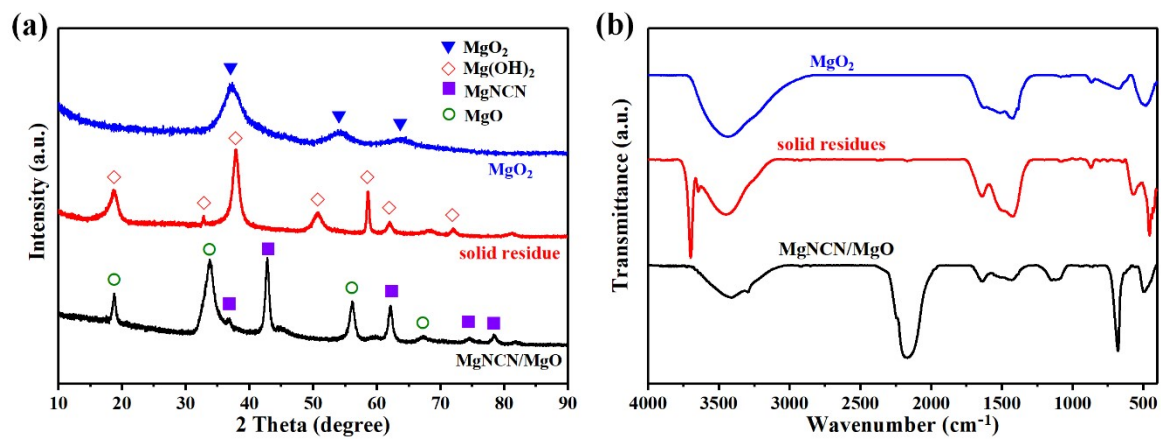 (a)
MgO₂
Mg(OH)₂
MgNCN
MgO
MgO₂
solid residue
MgNCN/MgO
Intensity (a.u.)
10 20 30 40 50 60 70 80 90
2 Theta (degree)
(b)
MgO₂
solid residues
MgNCN/MgO
Transmittance (a.u.)
4000 3500 3000 2500 2000 1500 1000 500
Wavenumber (cm⁻¹)